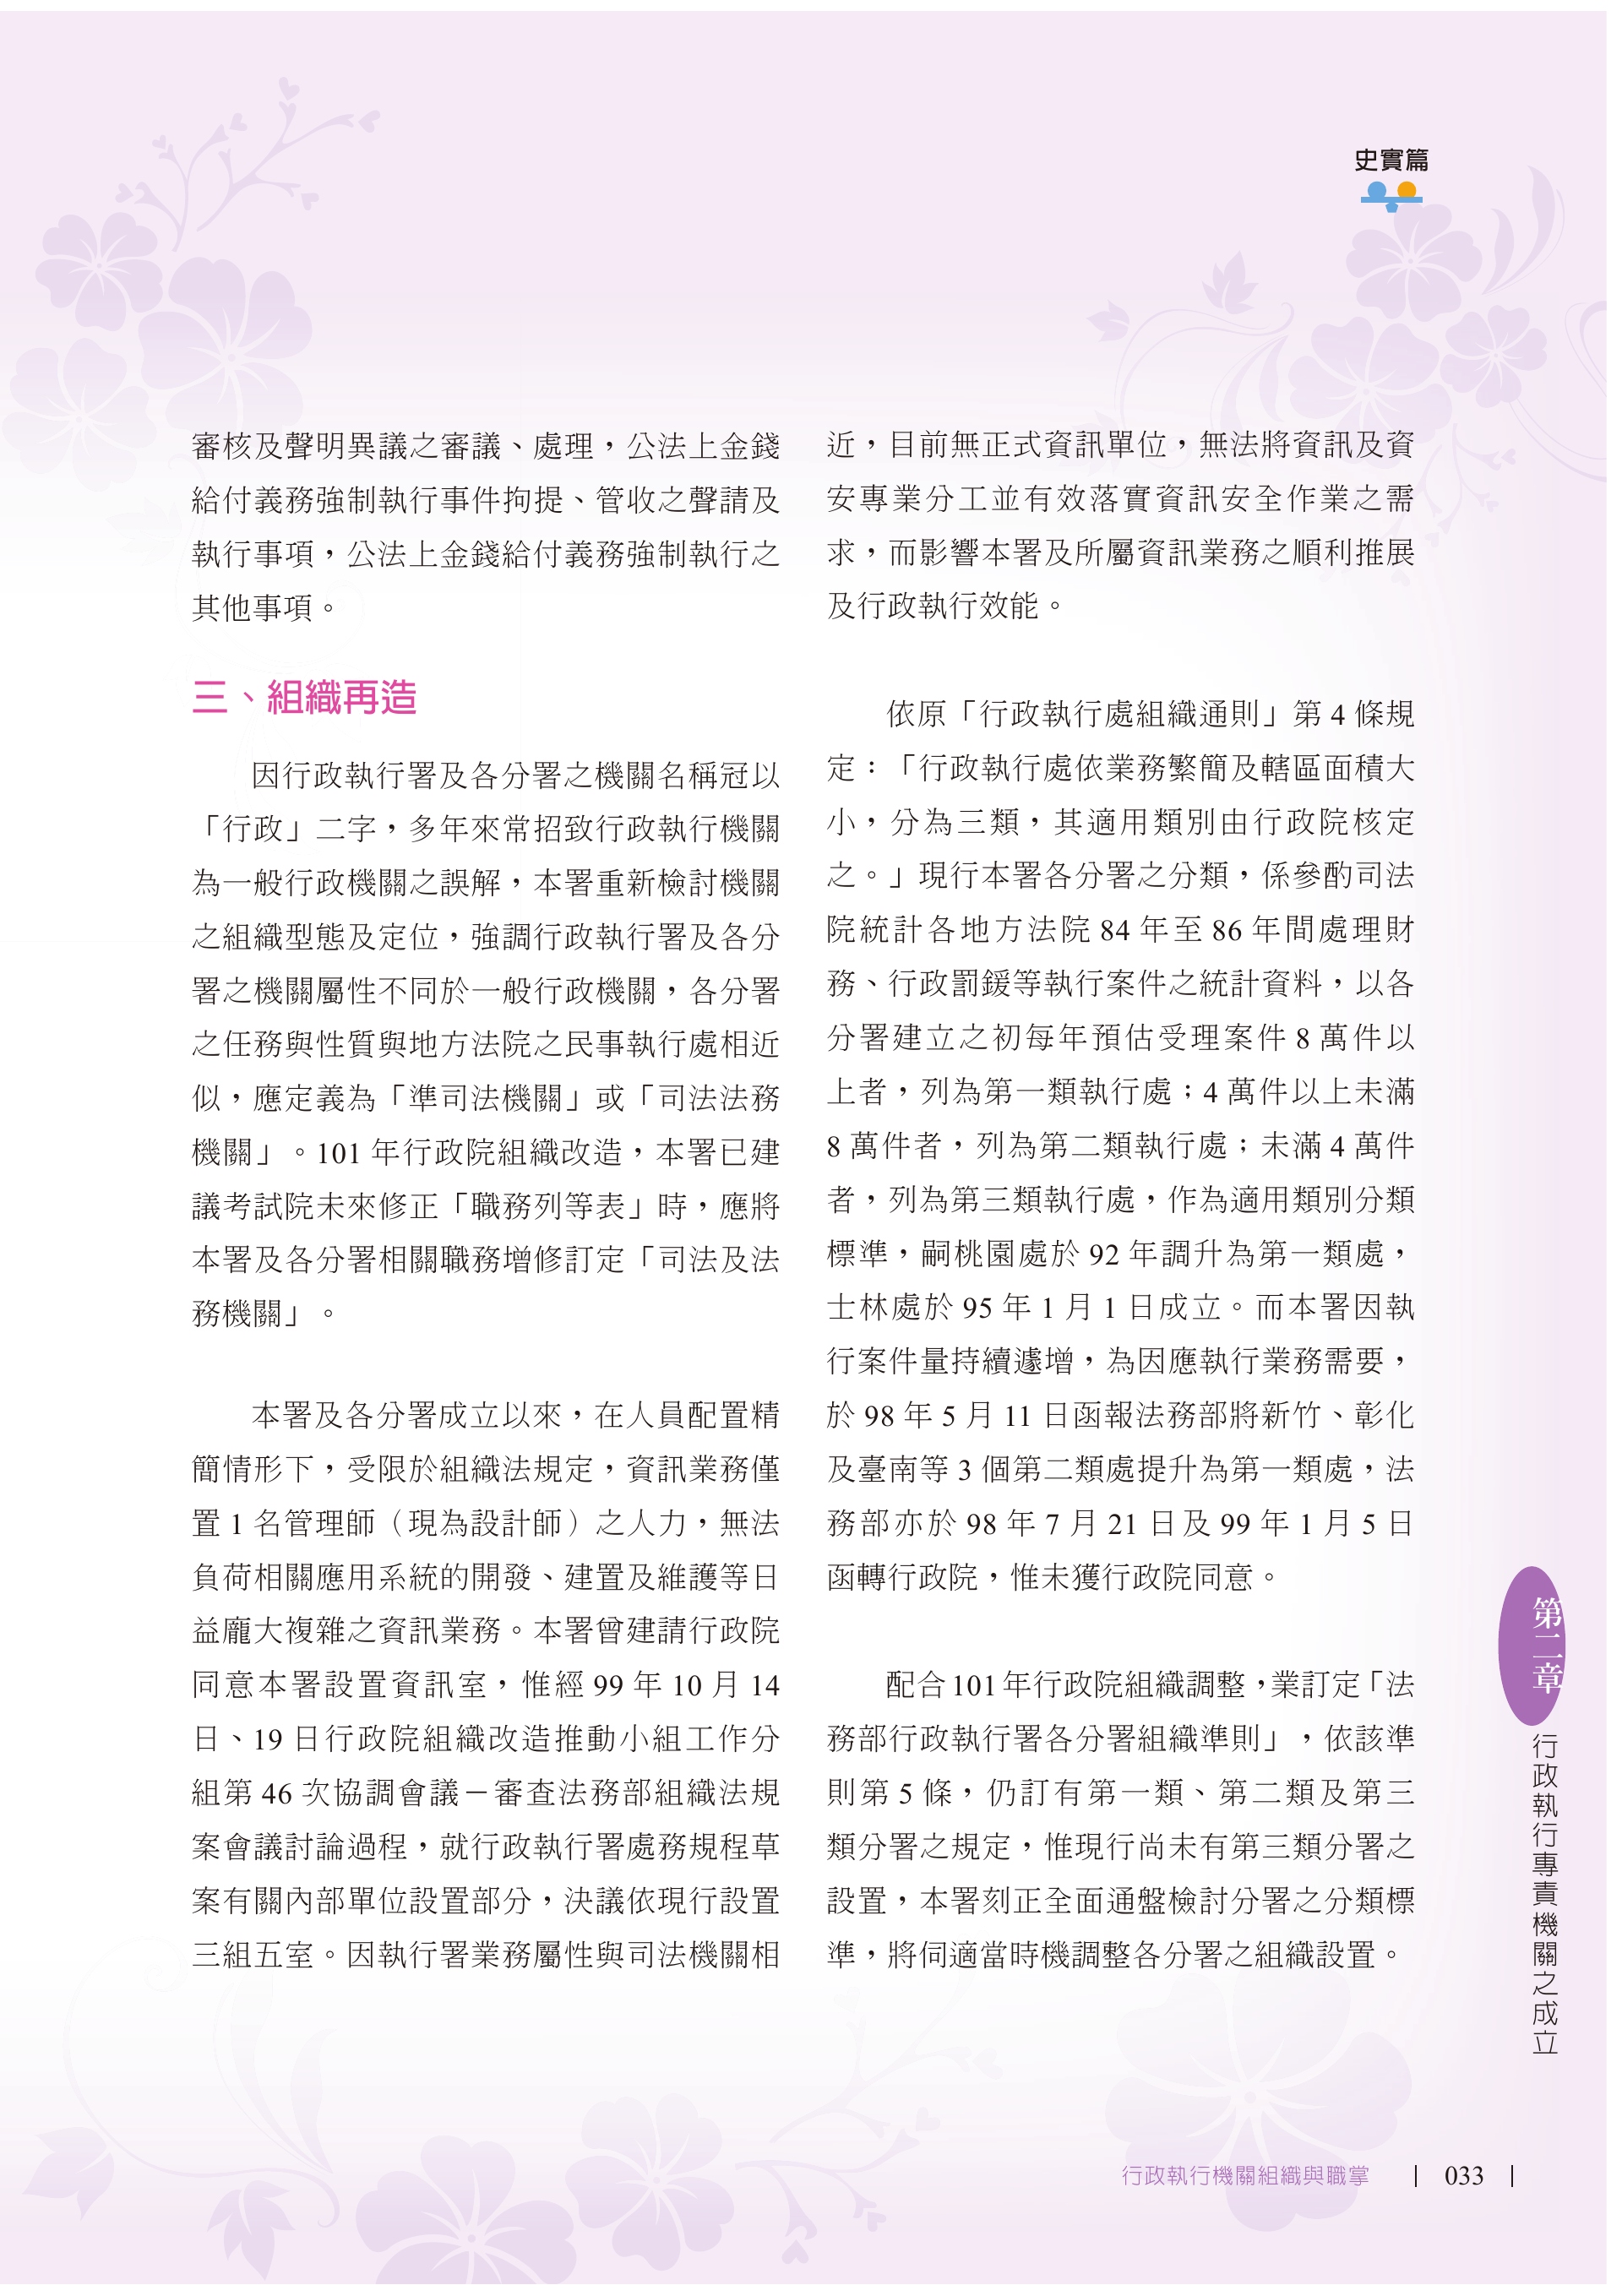 史實篇
審核及聲明異議之審議、處理，公法上金錢
給付義務強制執行事件拘提、管收之聲請及
執行事項，公法上金錢給付義務強制執行之
其他事項。
三、組織再造
因行政執行署及各分署之機關名稱冠以
「行政」二字，多年來常招致行政執行機關
為一般行政機關之誤解，本署重新檢討機關
之組織型態及定位，強調行政執行署及各分
署之機關屬性不同於一般行政機關，各分署
之任務與性質與地方法院之民事執行處相近
似，應定義為「準司法機關」或「司法法務
機關」。101 年行政院組織改造，本署已建
議考試院未來修正「職務列等表」時，應將
本署及各分署相關職務增修訂定「司法及法
務機關」。
本署及各分署成立以來，在人員配置精
簡情形下，受限於組織法規定，資訊業務僅
置 1 名管理師（現為設計師）之人力，無法
負荷相關應用系統的開發、建置及維護等日
益龐大複雜之資訊業務。本署曾建請行政院
同意本署設置資訊室，惟經 99 年 10 月 14
日、19 日行政院組織改造推動小組工作分
組第 46 次協調會議－審查法務部組織法規
案會議討論過程，就行政執行署處務規程草
案有關內部單位設置部分，決議依現行設置
三組五室。因執行署業務屬性與司法機關相
近，目前無正式資訊單位，無法將資訊及資
安專業分工並有效落實資訊安全作業之需
求，而影響本署及所屬資訊業務之順利推展
及行政執行效能。
依原「行政執行處組織通則」第 4 條規
定：「行政執行處依業務繁簡及轄區面積大
小，分為三類，其適用類別由行政院核定
之。」現行本署各分署之分類，係參酌司法
院統計各地方法院 84 年至 86 年間處理財
務、行政罰鍰等執行案件之統計資料，以各
分署建立之初每年預估受理案件 8 萬件以
上者，列為第一類執行處；4 萬件以上未滿
8 萬件者，列為第二類執行處；未滿 4 萬件
者，列為第三類執行處，作為適用類別分類
標準，嗣桃園處於 92 年調升為第一類處，
士林處於 95 年 1 月 1 日成立。而本署因執
行案件量持續遽增，為因應執行業務需要，
於 98 年 5 月 11 日函報法務部將新竹、彰化
及臺南等 3 個第二類處提升為第一類處，法
務部亦於 98 年 7 月 21 日及 99 年 1 月 5 日
函轉行政院，惟未獲行政院同意。
配合 101 年行政院組織調整，業訂定「法
務部行政執行署各分署組織準則」，依該準
則第 5 條，仍訂有第一類、第二類及第三
類分署之規定，惟現行尚未有第三類分署之
設置，本署刻正全面通盤檢討分署之分類標
準，將伺適當時機調整各分署之組織設置。
第二章
行政執行專責機關之成立
行政執行機關組織與職掌 | 033 |